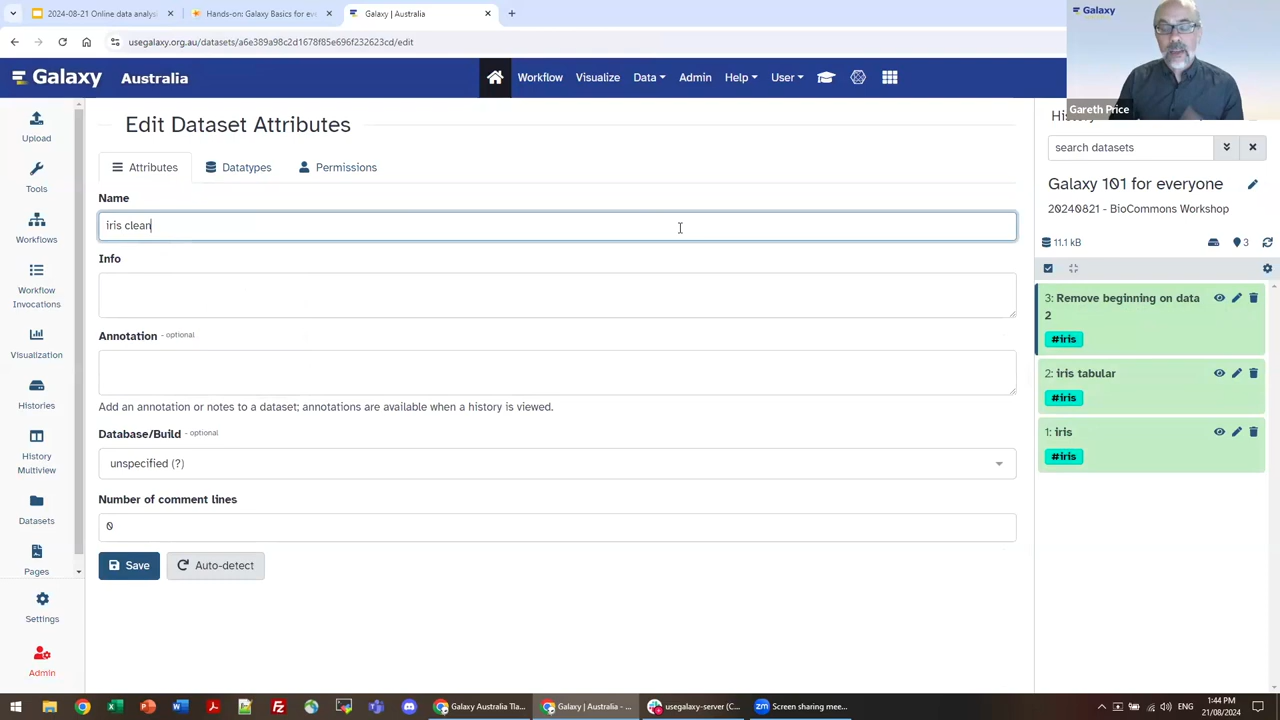 2024-08-21 Online data analys
Hands-on: Galaxy Basics for ev
Galaxy | Australia
usegalaxy.org.au/datasets/a6e389a98c2d1678f85e696f232623cd/edit
Galaxy
Galaxy Australia
Workflow
Visualize
Data
Admin
Help
User
Gareth Price
Upload
Tools
Workflows
Workflow
Invocations
Visualization
Histories
History
Multiview
Datasets
Pages
Settings
Admin
Edit Dataset Attributes
Attributes
Datatypes
Permissions
Name
iris clean
Info
Annotation - optional
Add an annotation or notes to a dataset; annotations are available when a history is viewed.
Database/Build - optional
unspecified (?)
Number of comment lines
0
Save
Auto-detect
search datasets
Galaxy 101 for everyone
20240821 - BioCommons Workshop
11.1 kB
3
3: Remove beginning on data
2
#iris
2: iris tabular
#iris
1: iris
#iris
Galaxy Australia Tla...
Galaxy | Australia - ...
usegalaxy-server (C...
Screen sharing mee...
ENG
1:44 PM
21/08/2024